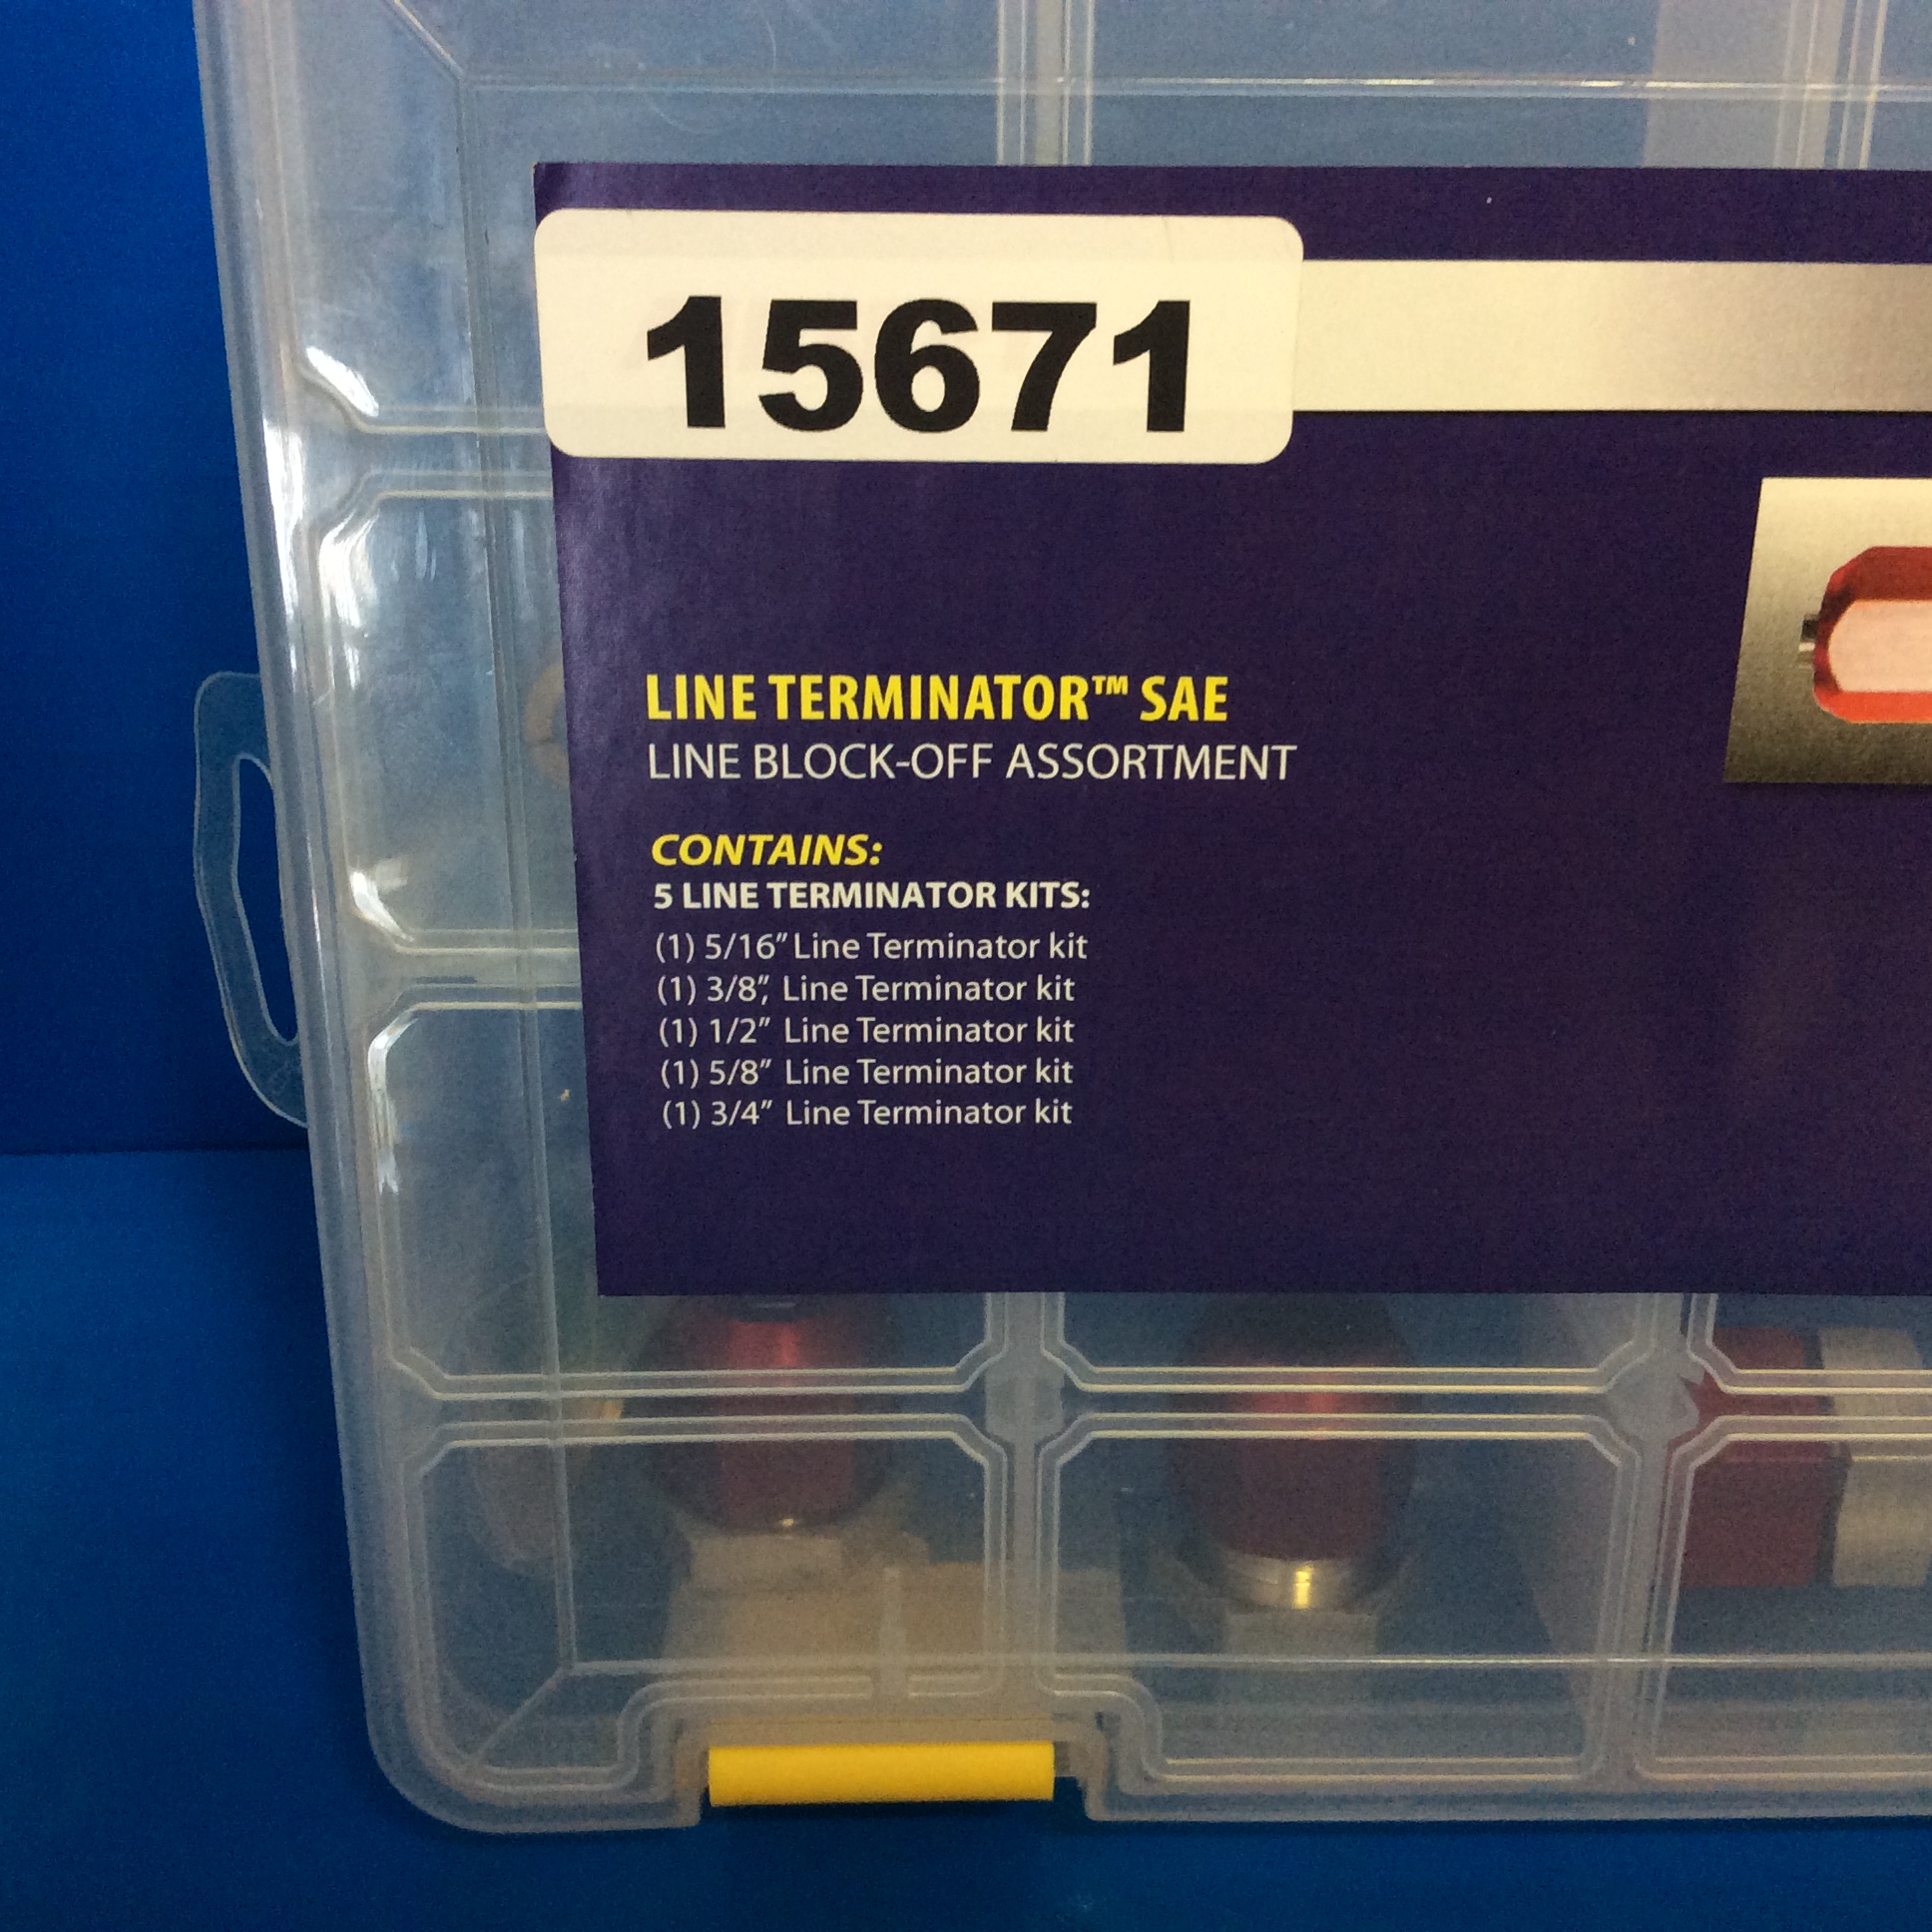 15671
LINE TERMINATOR™ SAE
LINE BLOCK-OFF ASSORTMENT
CONTAINS:
5 LINE TERMINATOR KITS:
(1) 5/16" Line Terminator kit
(1) 3/8", Line Terminator kit
(1) 1/2" Line Terminator kit
(1) 5/8" Line Terminator kit
(1) 3/4" Line Terminator kit